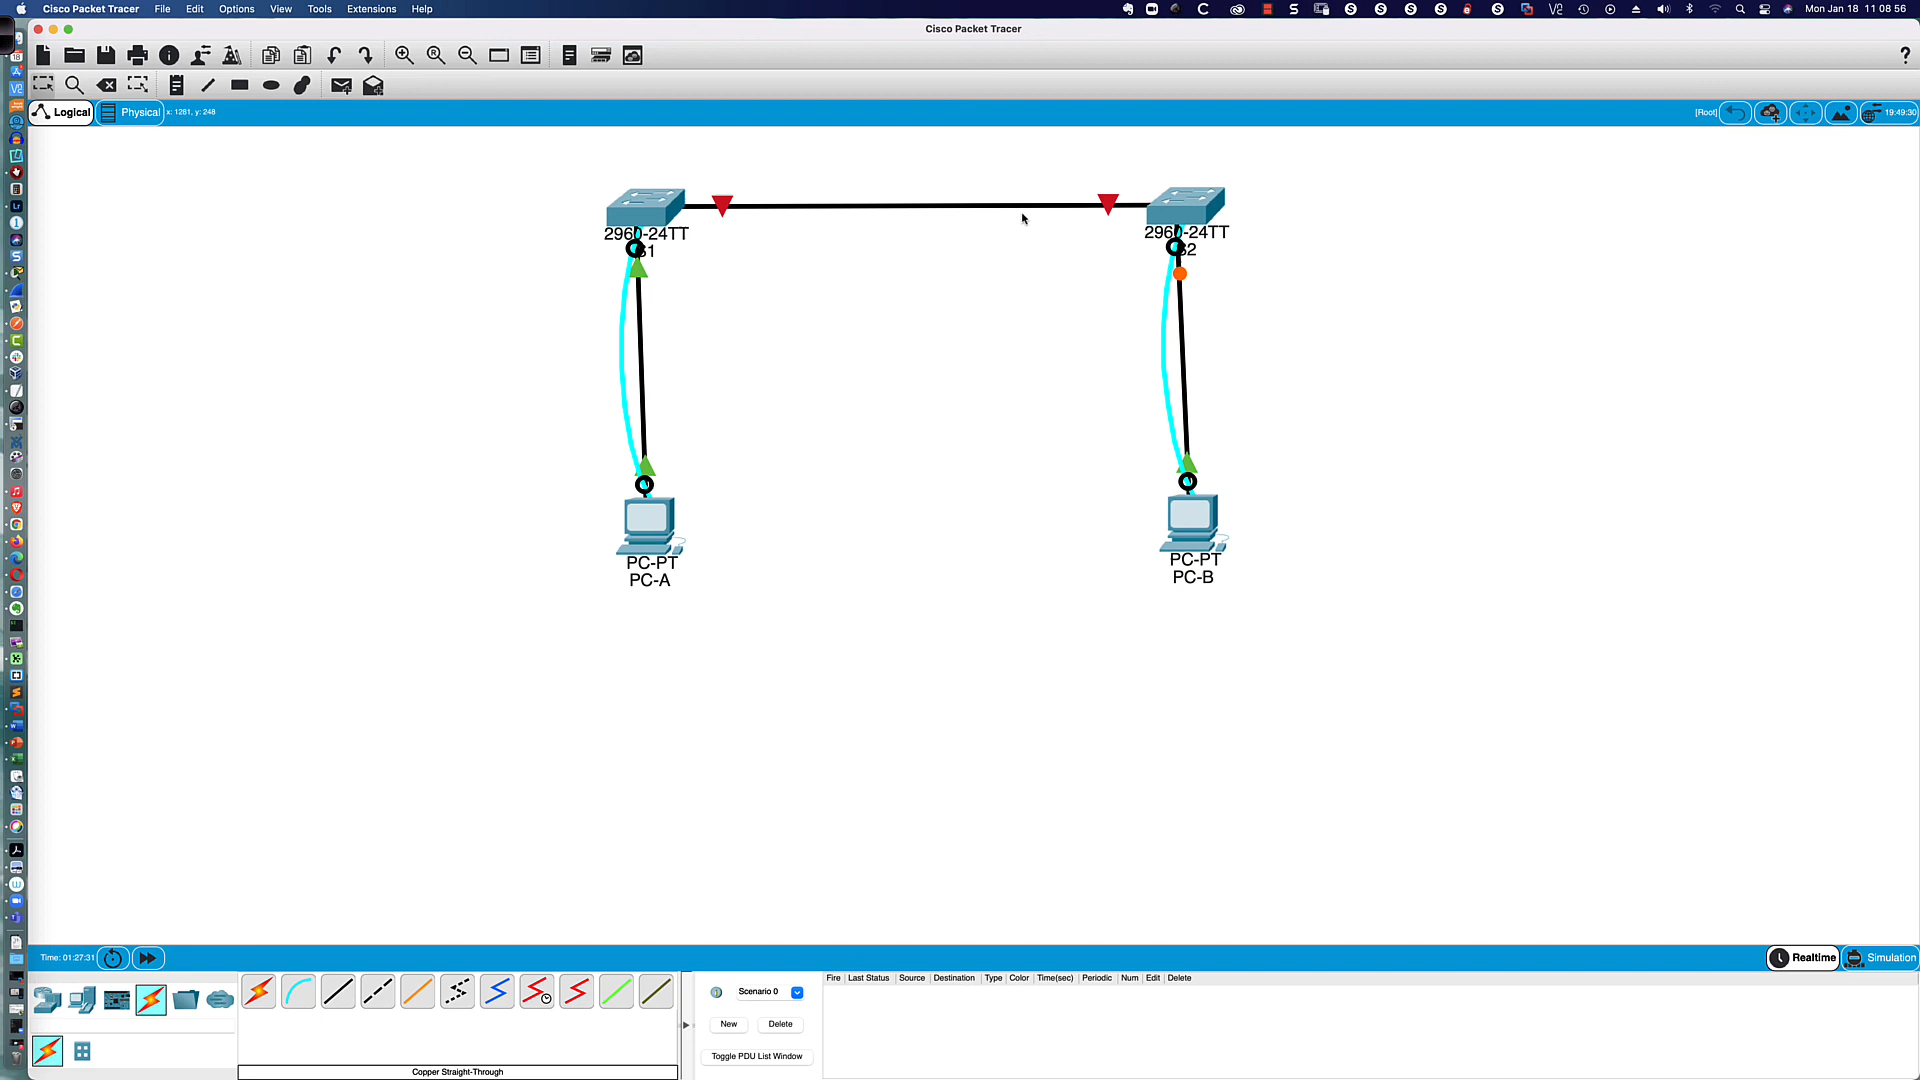 Cisco Packet Tracer File Edit Options View Tools Extensions Help Mon Jan 18 11 08 56
Cisco Packet Tracer
Logical Physical x: 1281, y: 248 [Root] 19:49:30
2960-24TT
S1
2960-24TT
S2
PC-PT
PC-A
PC-PT
PC-B
Time: 01:27:31 Realtime Simulation
Scenario 0
New Delete
Toggle PDU List Window
Fire Last Status Source Destination Type Color Time(sec) Periodic Num Edit Delete
Copper Straight-Through